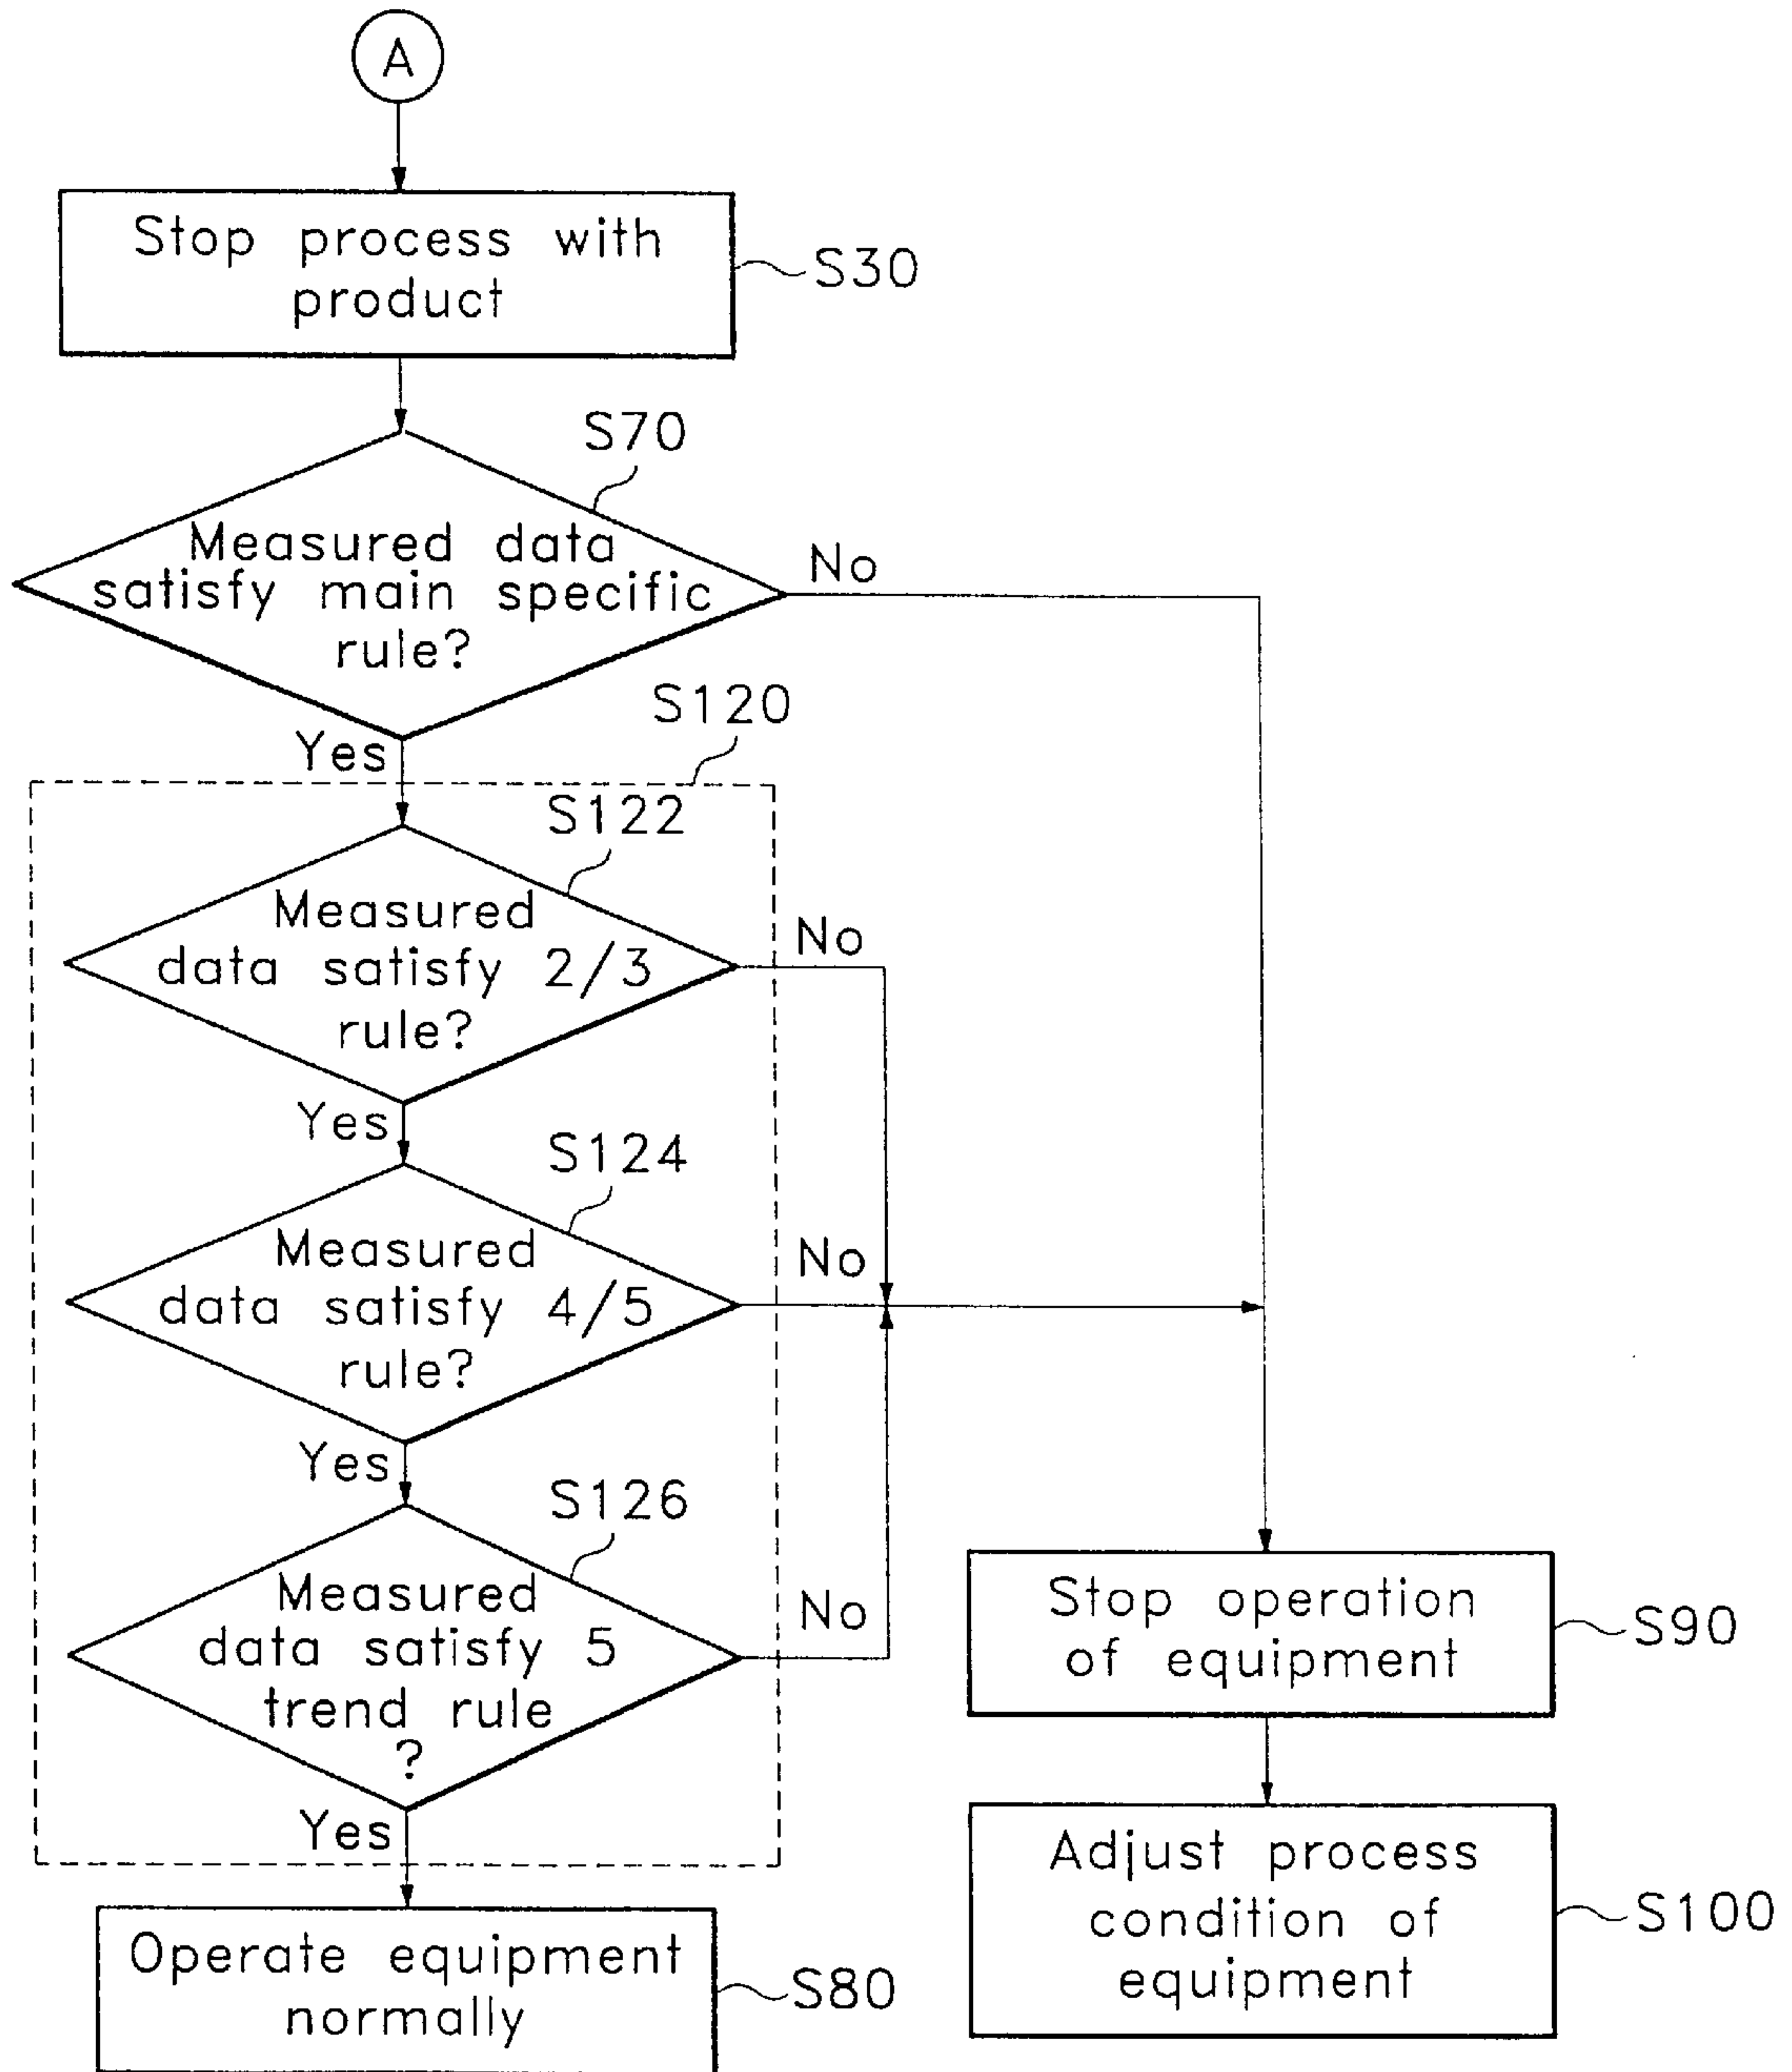 A
Stop process with
product
S30
S70
Measured data
satisfy main specific
rule?
No
Yes
S120
S122
Measured
data satisfy 2/3
rule?
No
Yes
S124
Measured
data satisfy 4/5
rule?
No
Yes
S126
Measured
data satisfy 5
trend rule
?
No
Yes
Stop operation
of equipment
S90
Adjust process
condition of
equipment
S100
Operate equipment
normally
S80